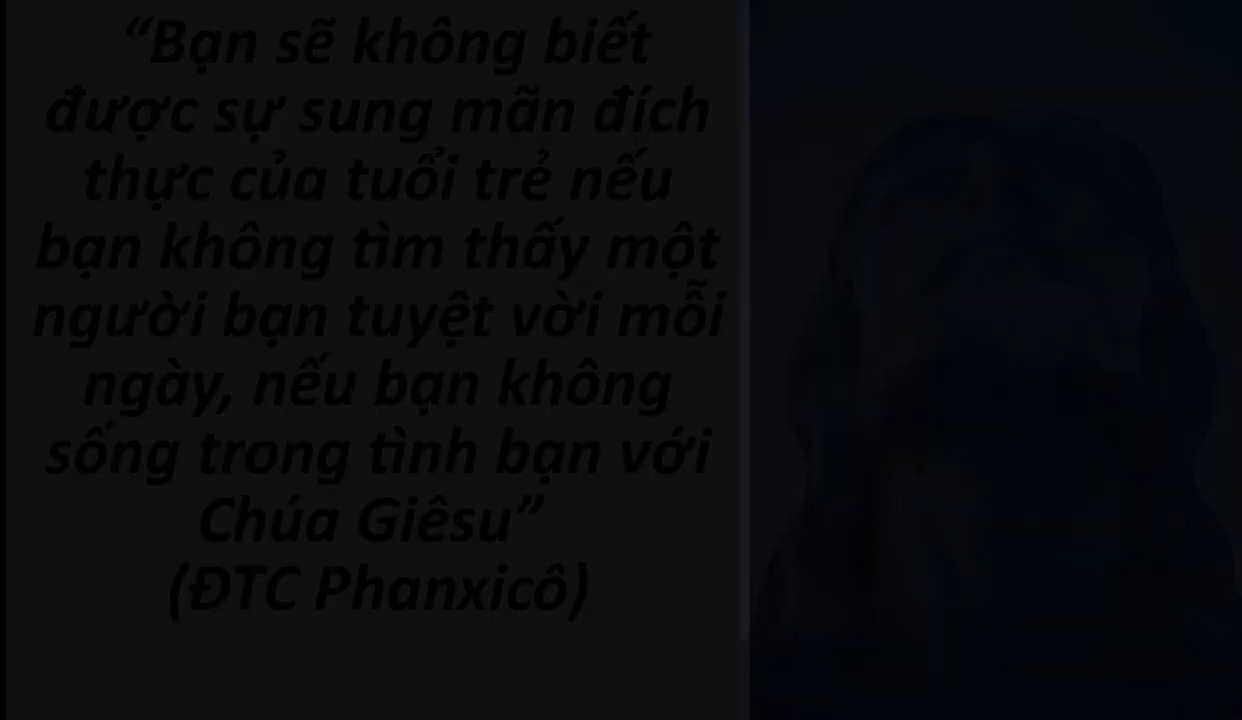 “Bạn sẽ không biết
được sự sung mãn đích
thực của tuổi trẻ nếu
bạn không tìm thấy một
người bạn tuyệt vời mỗi
ngày, nếu bạn không
sống trong tình bạn với
Chúa Giêsu”
(ĐTC Phanxicô)